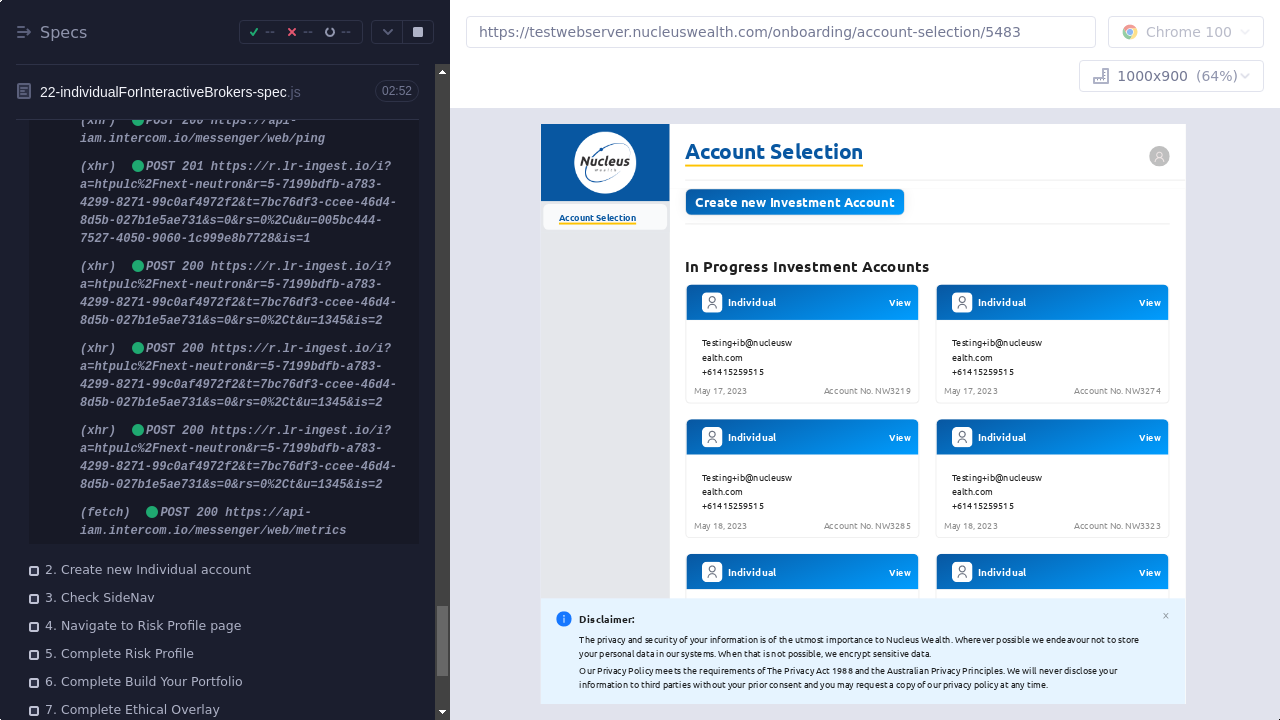 Specs
--
--
--
https://testwebserver.nucleuswealth.com/onboarding/account-selection/5483
Chrome 100
1000x900 (64%)
22-individualForInteractiveBrokers-spec.js
02:52
(xhr) POST 200 https://api-
iam.intercom.io/messenger/web/ping
(xhr) POST 201 https://r.lr-ingest.io/i?
a=htpulc%2Fnext-neutron&r=5-7199bdfb-a783-
4299-8271-99c0af4972f2&t=7bc76df3-ccee-46d4-
8d5b-027b1e5ae731&s=0&rs=0%2Cu&u=005bc444-
7527-4050-9060-1c999e8b7728&is=1
(xhr) POST 200 https://r.lr-ingest.io/i?
a=htpulc%2Fnext-neutron&r=5-7199bdfb-a783-
4299-8271-99c0af4972f2&t=7bc76df3-ccee-46d4-
8d5b-027b1e5ae731&s=0&rs=0%2Ct&u=1345&is=2
(xhr) POST 200 https://r.lr-ingest.io/i?
a=htpulc%2Fnext-neutron&r=5-7199bdfb-a783-
4299-8271-99c0af4972f2&t=7bc76df3-ccee-46d4-
8d5b-027b1e5ae731&s=0&rs=0%2Ct&u=1345&is=2
(xhr) POST 200 https://r.lr-ingest.io/i?
a=htpulc%2Fnext-neutron&r=5-7199bdfb-a783-
4299-8271-99c0af4972f2&t=7bc76df3-ccee-46d4-
8d5b-027b1e5ae731&s=0&rs=0%2Ct&u=1345&is=2
(fetch) POST 200 https://api-
iam.intercom.io/messenger/web/metrics
2. Create new Individual account
3. Check SideNav
4. Navigate to Risk Profile page
5. Complete Risk Profile
6. Complete Build Your Portfolio
7. Complete Ethical Overlay
Nucleus
Wealth
Account Selection
Account Selection
Create new Investment Account
In Progress Investment Accounts
Individual View
Testing+ib@nucleusw
ealth.com
+61415259515
May 17, 2023 Account No. NW3219
Individual View
Testing+ib@nucleusw
ealth.com
+61415259515
May 17, 2023 Account No. NW3274
Individual View
Testing+ib@nucleusw
ealth.com
+61415259515
May 18, 2023 Account No. NW3285
Individual View
Testing+ib@nucleusw
ealth.com
+61415259515
May 18, 2023 Account No. NW3323
Individual View
Individual View
Disclaimer:
The privacy and security of your information is of the utmost importance to Nucleus Wealth. Wherever possible we endeavour not to store
your personal data in our systems. When that is not possible, we encrypt sensitive data.
Our Privacy Policy meets the requirements of The Privacy Act 1988 and the Australian Privacy Principles. We will never disclose your
information to third parties without your prior consent and you may request a copy of our privacy policy at any time.